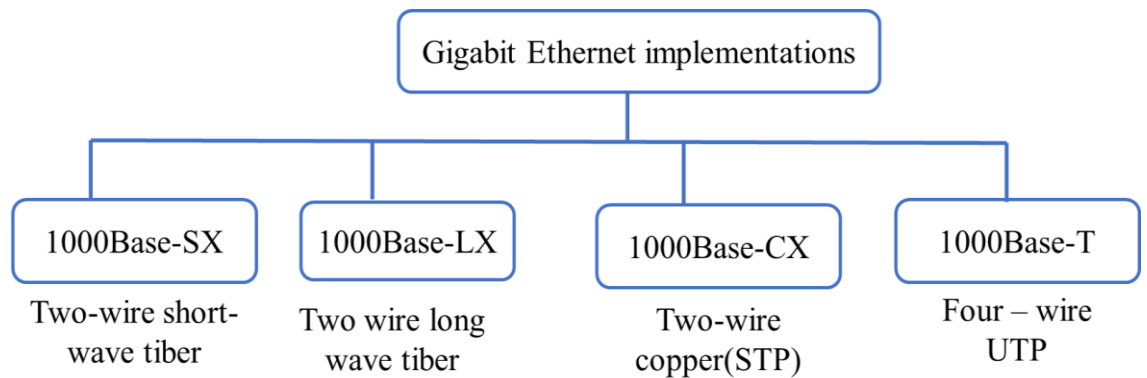 Gigabit Ethernet implementations
1000Base-SX
1000Base-LX
1000Base-CX
1000Base-T
Two-wire short-
wave tiber
Two wire long
wave tiber
Two-wire
copper(STP)
Four – wire
UTP